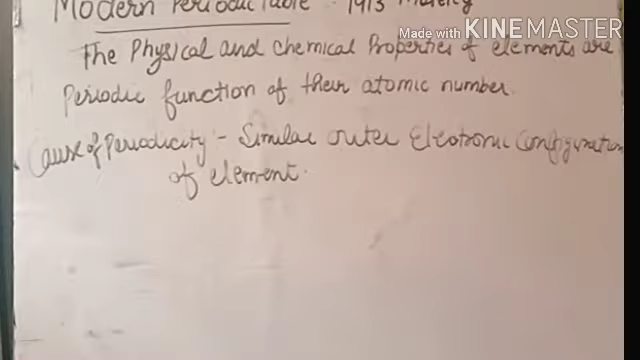 Modern Periodic Table - 1913 Moseley
Made with KINEMASTER
The Physical and Chemical Properties of elements are
Periodic function of their atomic number.
Cause of Periodicity - Similar outer Electronic Configuration
of element.